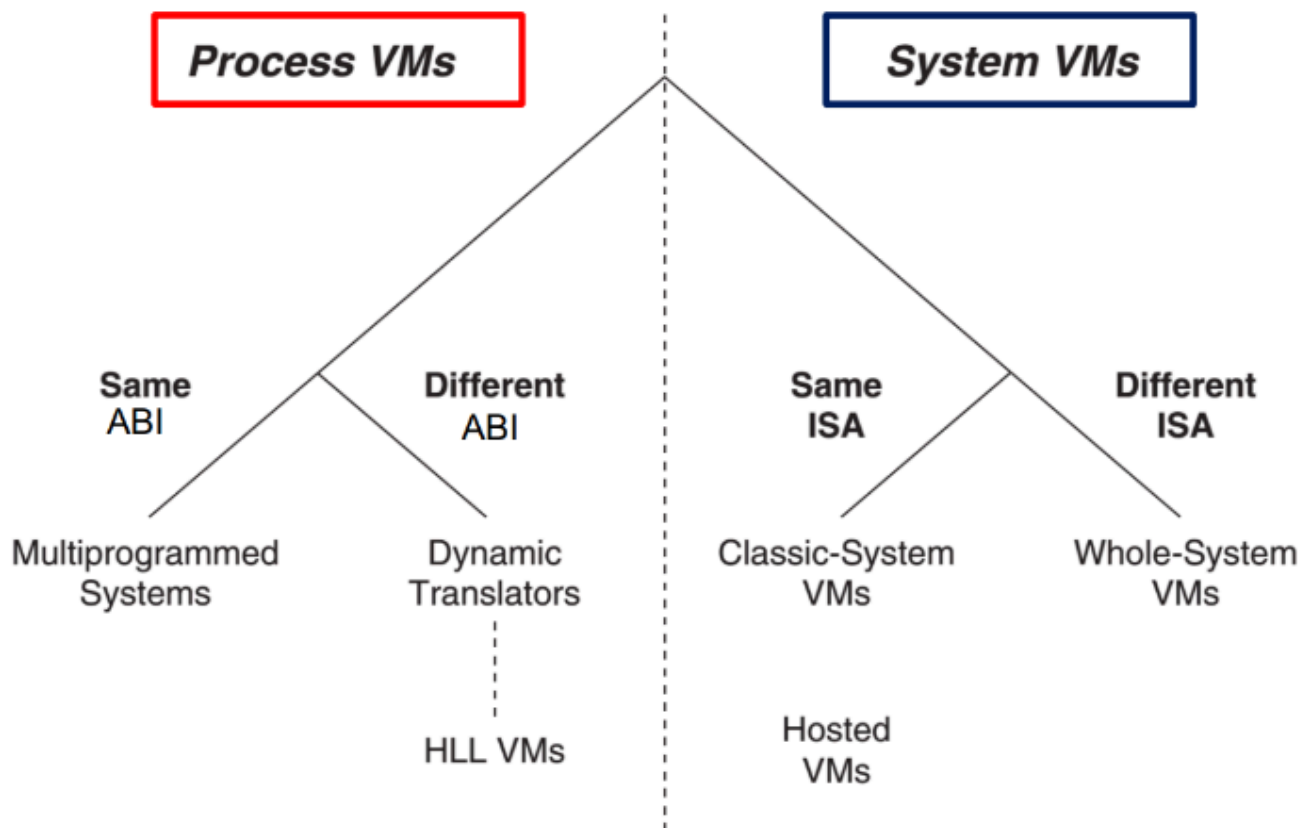 Process VMs
System VMs
Same
ABI
Different
ABI
Same
ISA
Different
ISA
Multiprogrammed
Systems
Dynamic
Translators
Classic-System
VMs
Whole-System
VMs
HLL VMs
Hosted
VMs